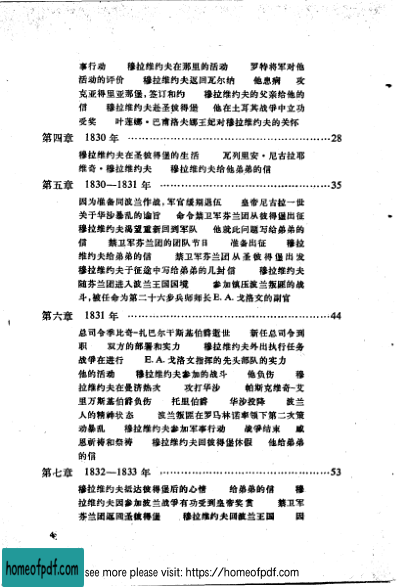 事行动　穆拉维约夫在那里的活动　罗特将军对他
活动的评价　穆拉维约夫返回瓦尔纳　他患病　攻
克亚得里亚那堡，签订和约　穆拉维约夫的父亲给他的
信　穆拉维约夫赴圣彼得堡　他在土耳其战争中立功
受奖　叶莲娜·巴甫洛夫娜王妃对穆拉维约夫的关怀
第四章　1830 年 ……………………………………28
穆拉维约夫在圣彼得堡的生活　瓦列里安·尼古拉耶
维奇·穆拉维约夫　穆拉维约夫给他弟弟的信
第五章　1830—1831 年 ……………………………35
因为准备同波兰作战，军官缓期退伍　皇帝尼古拉一世
关于华沙暴乱的谕旨　命令禁卫军芬兰团从彼得堡出征
穆拉维约夫渴望重新回到军队　他就此问题写给弟弟的
信　禁卫军芬兰团的团队节日　准备出征　穆拉
维约夫给弟弟的信　禁卫军芬兰团从圣彼得堡出发
穆拉维约夫于征途中写给弟弟的几封信　穆拉维约夫
随芬兰团进入波兰王国国境　参加镇压波兰叛匪的战
斗，被任命为第二十六步兵师师长 E. A. 戈洛文的副官
第六章　1831 年 ……………………………………44
总司令季比奇-扎巴尔干斯基伯爵逝世　新任总司令到
职　双方的部署和实力　穆拉维约夫外出执行任务
战争在进行　E. A. 戈洛文指挥的先头部队的实力
他的活动　穆拉维约夫参加的战斗　他负伤　穆
拉维约夫在曼济热次　攻打华沙　帕斯克维奇-艾
里万斯基伯爵负伤　托里伯爵　华沙投降　波兰
人的精神状态　波兰叛匪在罗马林诺率领下第二次策
动暴乱　穆拉维约夫参加军事行动　战争结束　感
恩祈祷和祭祷　穆拉维约夫回彼得堡休假　他给弟弟
的信
第七章　1832—1833 年 ……………………………53
穆拉维约夫抵达彼得堡后的心情　给弟弟的信　穆
拉维约夫因参加波兰战争有功受到皇帝奖赏　禁卫军
芬兰团返回圣彼得堡　穆拉维约夫回波兰王国　因
homeofpdf.com
see more please visit: https://homeofpdf.com